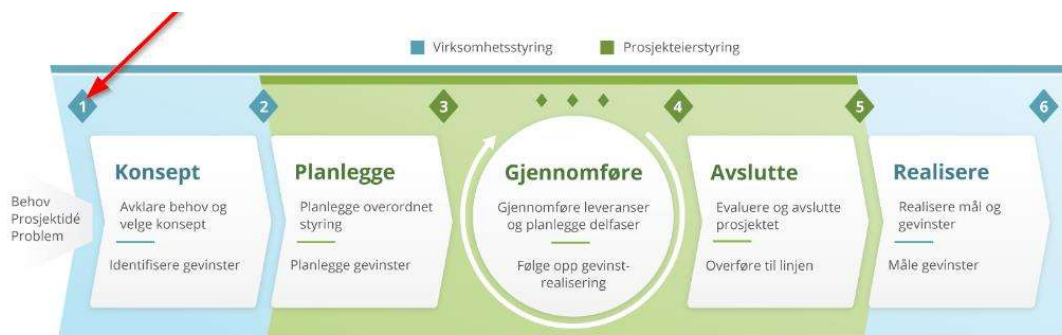 Virksomhetsstyring
Prosjekteierstyring
1
2
3
4
5
6
Behov
Prosjektidé
Problem
Konsept
Avklare behov og
velge konsept
Identifisere gevinster
Planlegge
Planlegge overordnet
styring
Planlegge gevinster
Gjennomføre
Gjennomføre leveranser
og planlegge delfaser
Følge opp gevinst-
realisering
Avslutte
Evaluere og avslutte
prosjektet
Overføre til linjen
Realisere
Realisere mål og
gevinster
Måle gevinster